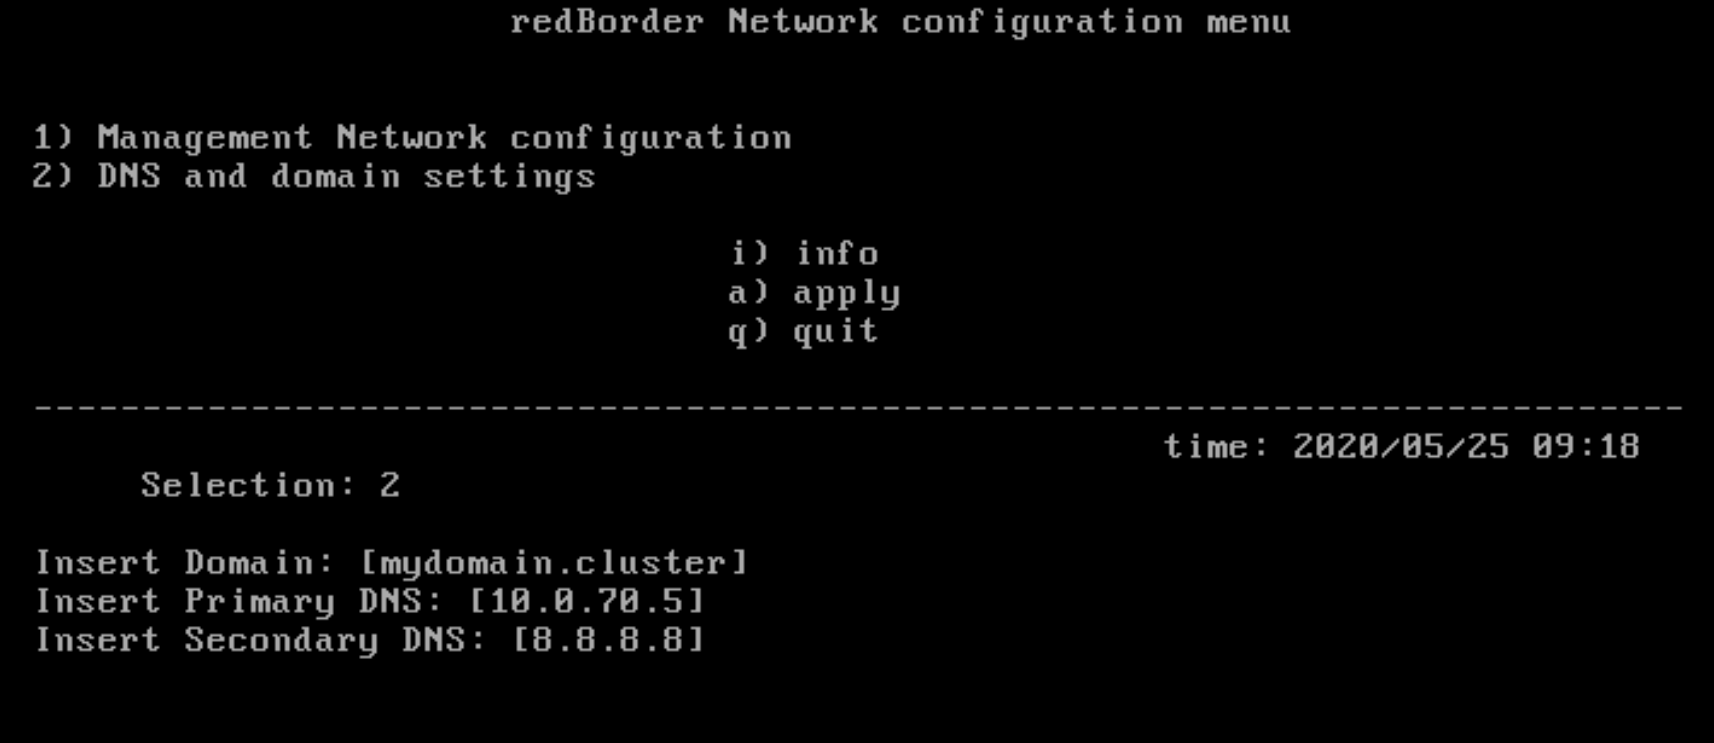 redBorder Network configuration menu
1) Management Network configuration
2) DNS and domain settings
i) info
a) apply
q) quit
----------------------------------------------------------------------------
time: 2020/05/25 09:18
Selection: 2
Insert Domain: [mydomain.cluster]
Insert Primary DNS: [10.0.70.5]
Insert Secondary DNS: [8.8.8.8]